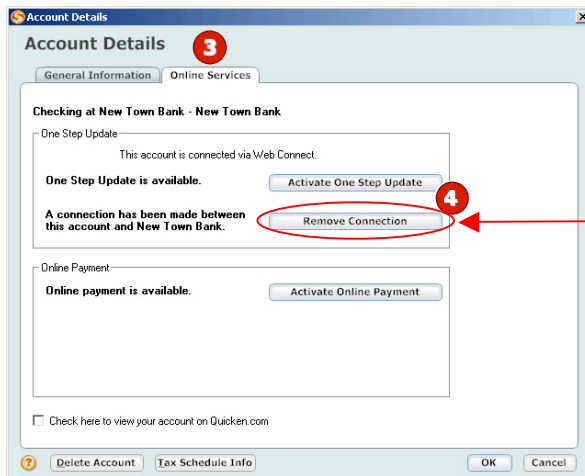 Account Details
Account Details
3
General Information
Online Services
Checking at New Town Bank - New Town Bank
One Step Update
This account is connected via Web Connect.
One Step Update is available.
Activate One Step Update
4
A connection has been made between
this account and New Town Bank.
Remove Connection
Online Payment
Online payment is available.
Activate Online Payment
Check here to view your account on Quicken.com
? Delete Account Tax Schedule Info OK Cancel